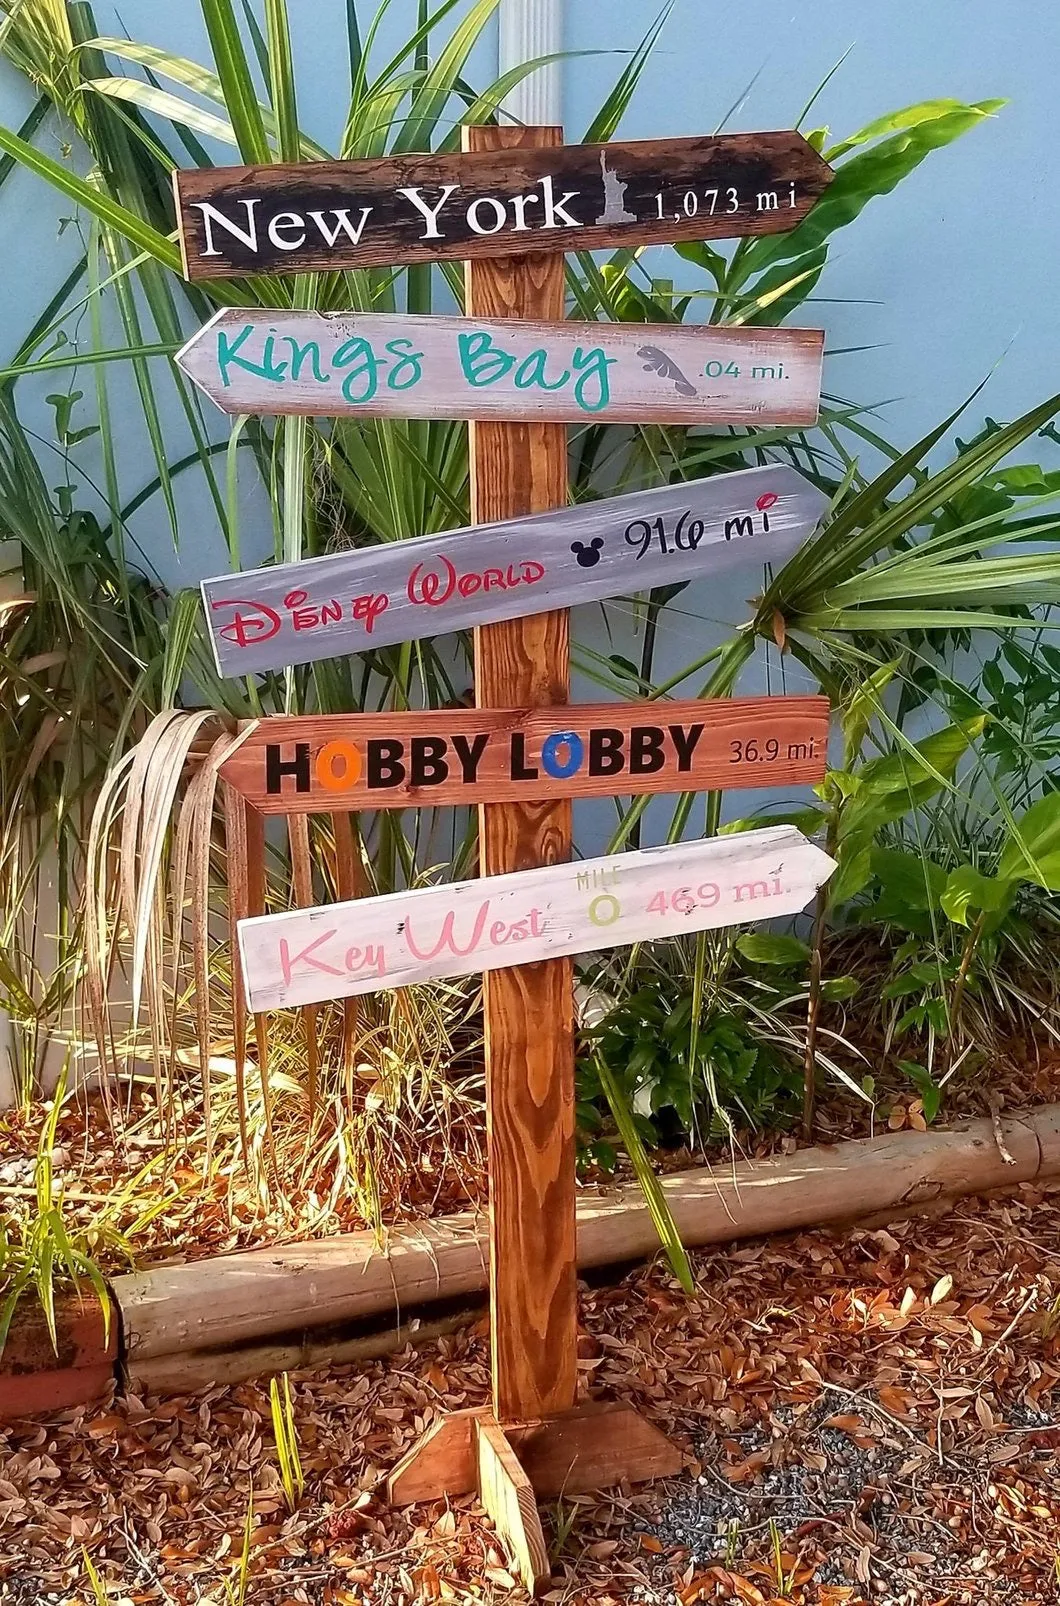 New York 1,073 mi
Kings Bay .04 mi.
Disney World 91.6 mi
HOBBY LOBBY 36.9 mi.
Key West MILE 0 469 mi.